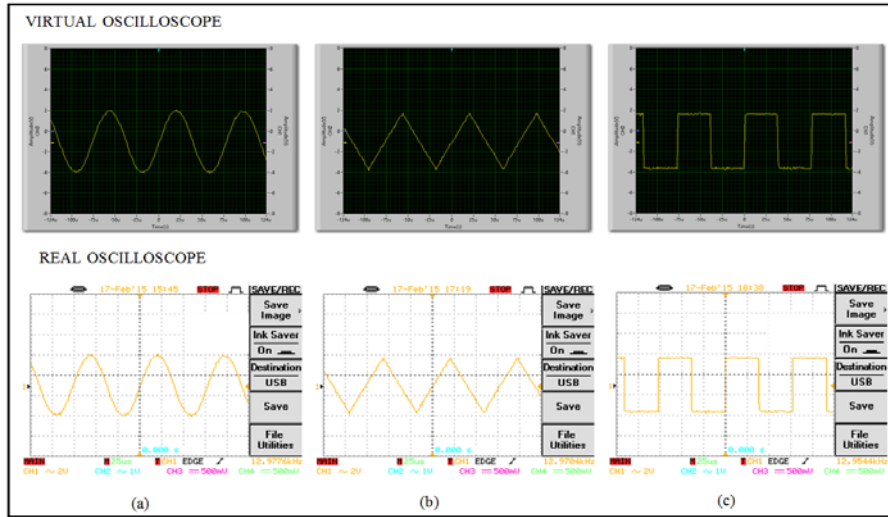 VIRTUAL OSCILLOSCOPE
REAL OSCILLOSCOPE
17-Feb'15 15:45 STOP SAVE/REC
Save Image
Ink Saver
On
Destination
USB
Save
File Utilities
0.000 s
MAIN M 25us T CH1 EDGE 12.9776kHz
CH1 ~ 2V CH2 ~ 1V CH3 500mV CH4 500mV
17-Feb'15 17:19 STOP SAVE/REC
Save Image
Ink Saver
On
Destination
USB
Save
File Utilities
0.000 s
MAIN M 25us T CH1 EDGE 12.9704kHz
CH1 ~ 2V CH2 ~ 1V CH3 500mV CH4 500mV
17-Feb'15 18:38 STOP SAVE/REC
Save Image
Ink Saver
On
Destination
USB
Save
File Utilities
0.000 s
MAIN M 25us T CH1 EDGE 12.9544kHz
CH1 ~ 2V CH2 ~ 1V CH3 500mV CH4 500mV
(a) (b) (c)